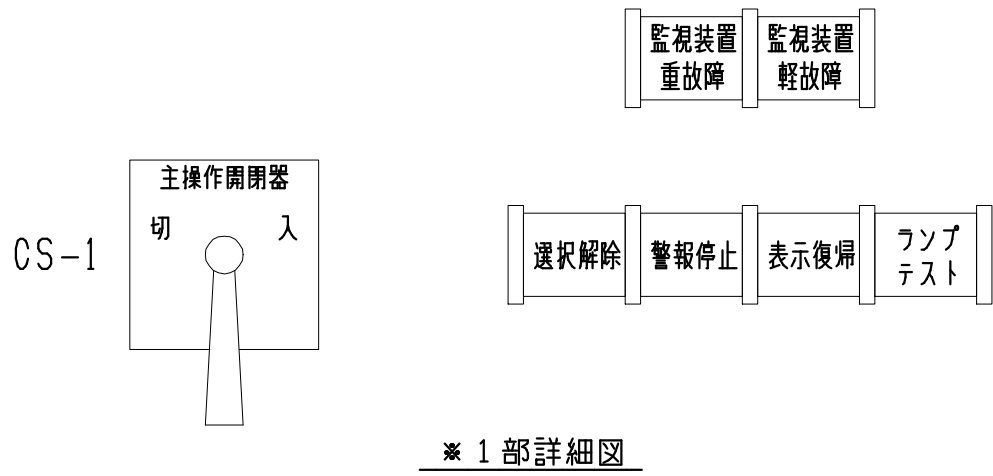 監視装置
重故障
監視装置
軽故障
主操作開閉器
切 入
CS-1
選択解除
警報停止
表示復帰
ランプ
テスト
※1部詳細図